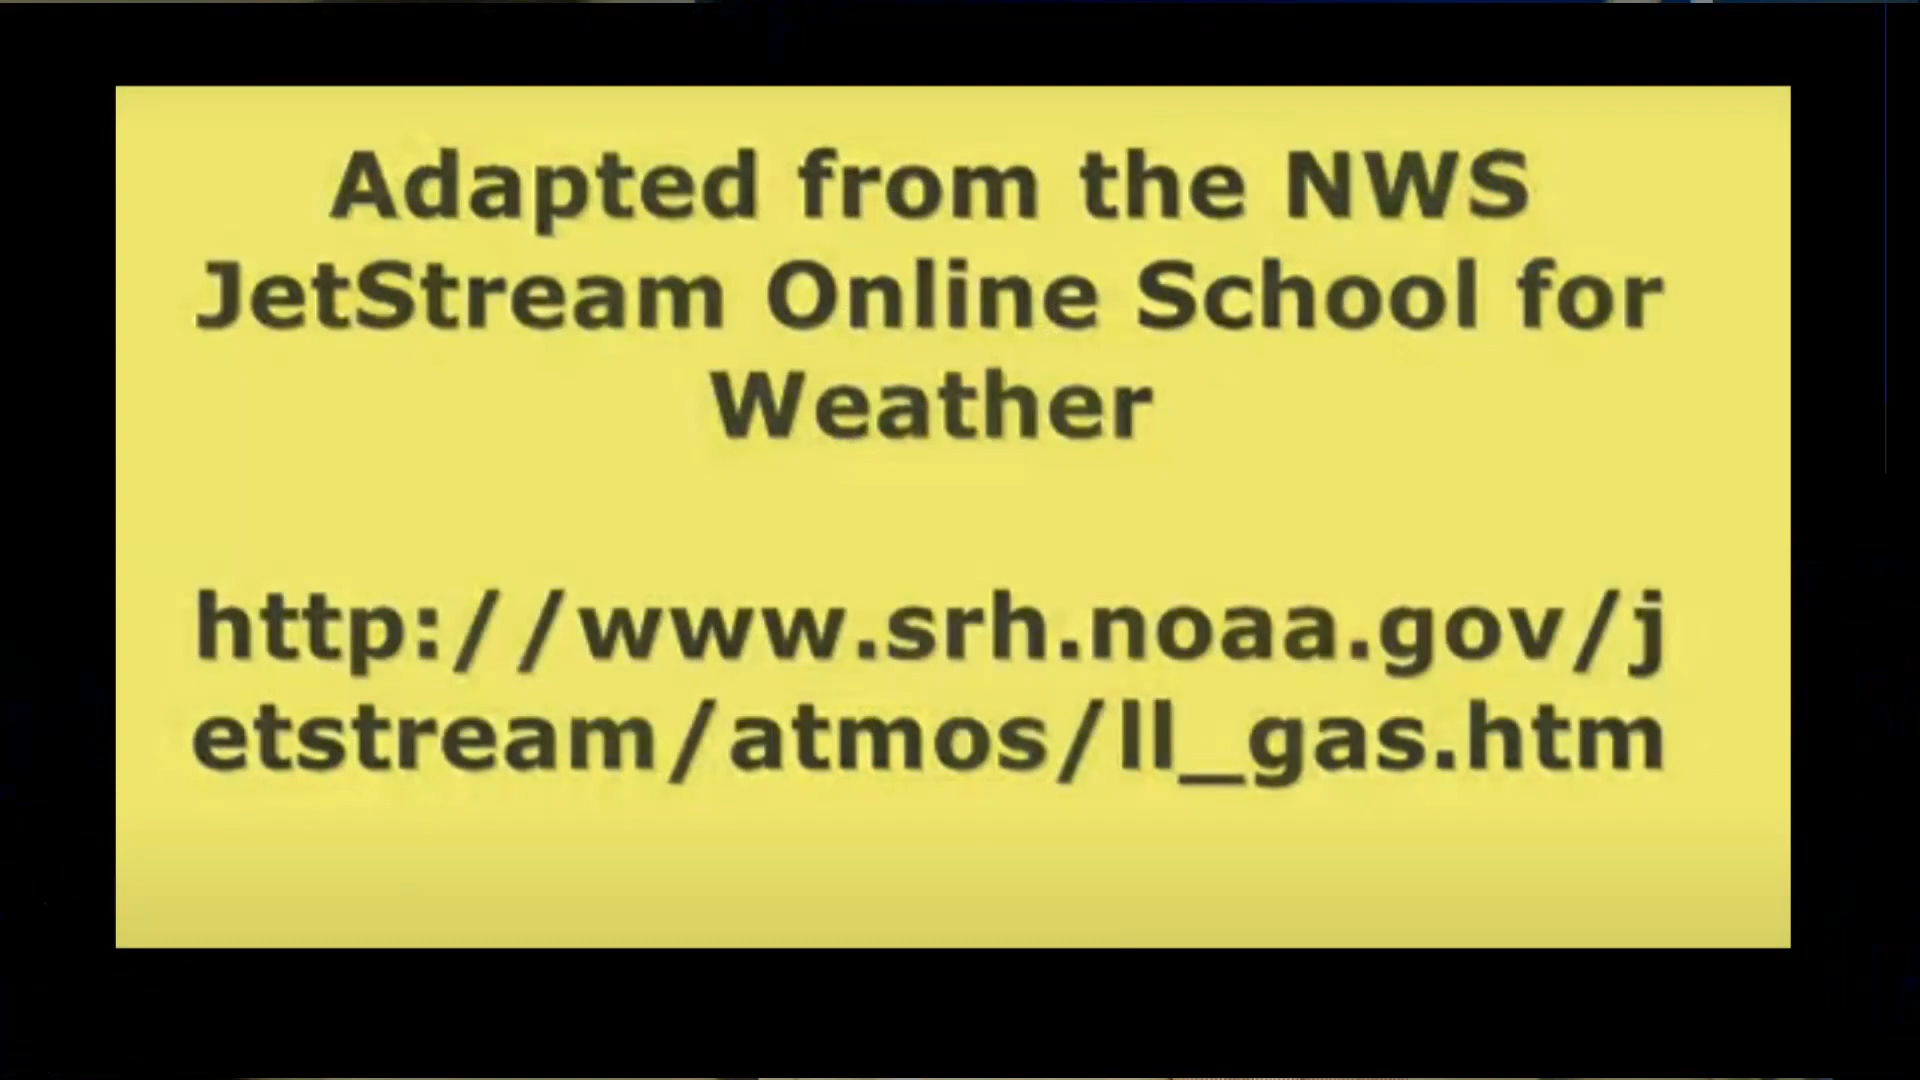 Adapted from the NWS
JetStream Online School for
Weather
http://www.srh.noaa.gov/j
etstream/atmos/ll_gas.htm